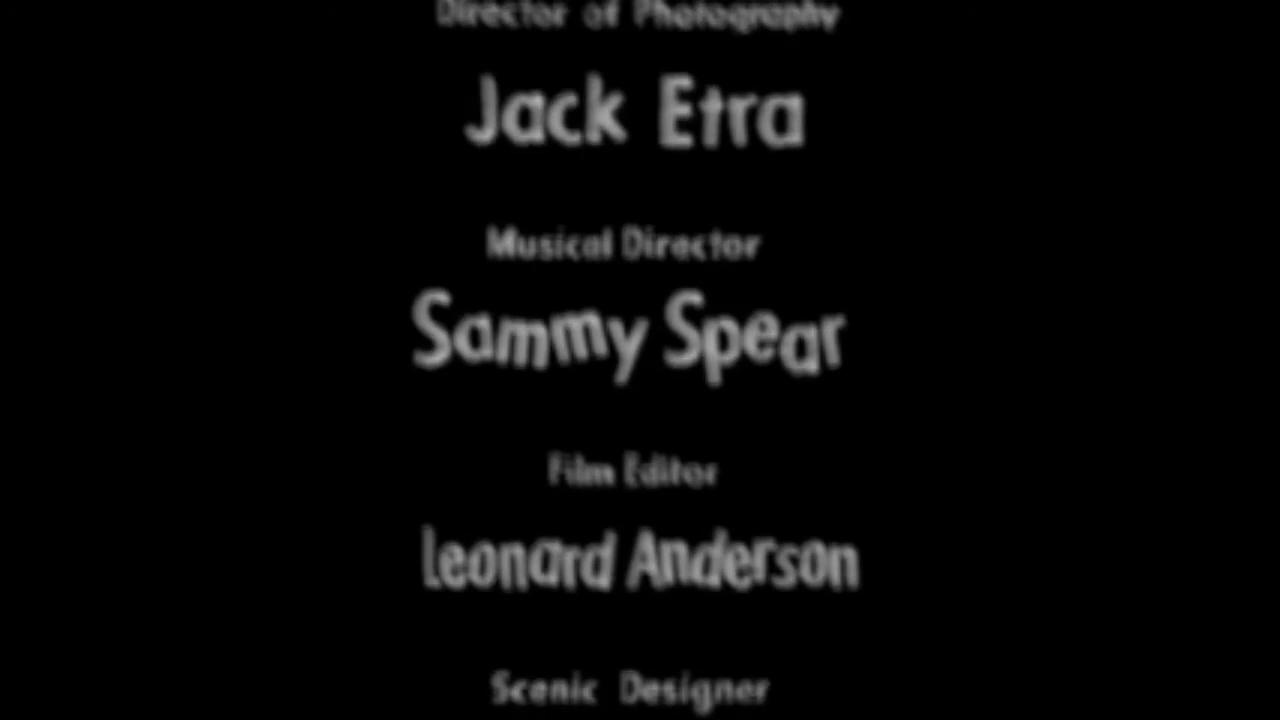 Director of Photography
Jack Etra
Musical Director
Sammy Spear
Film Editor
Leonard Anderson
Scenic Designer